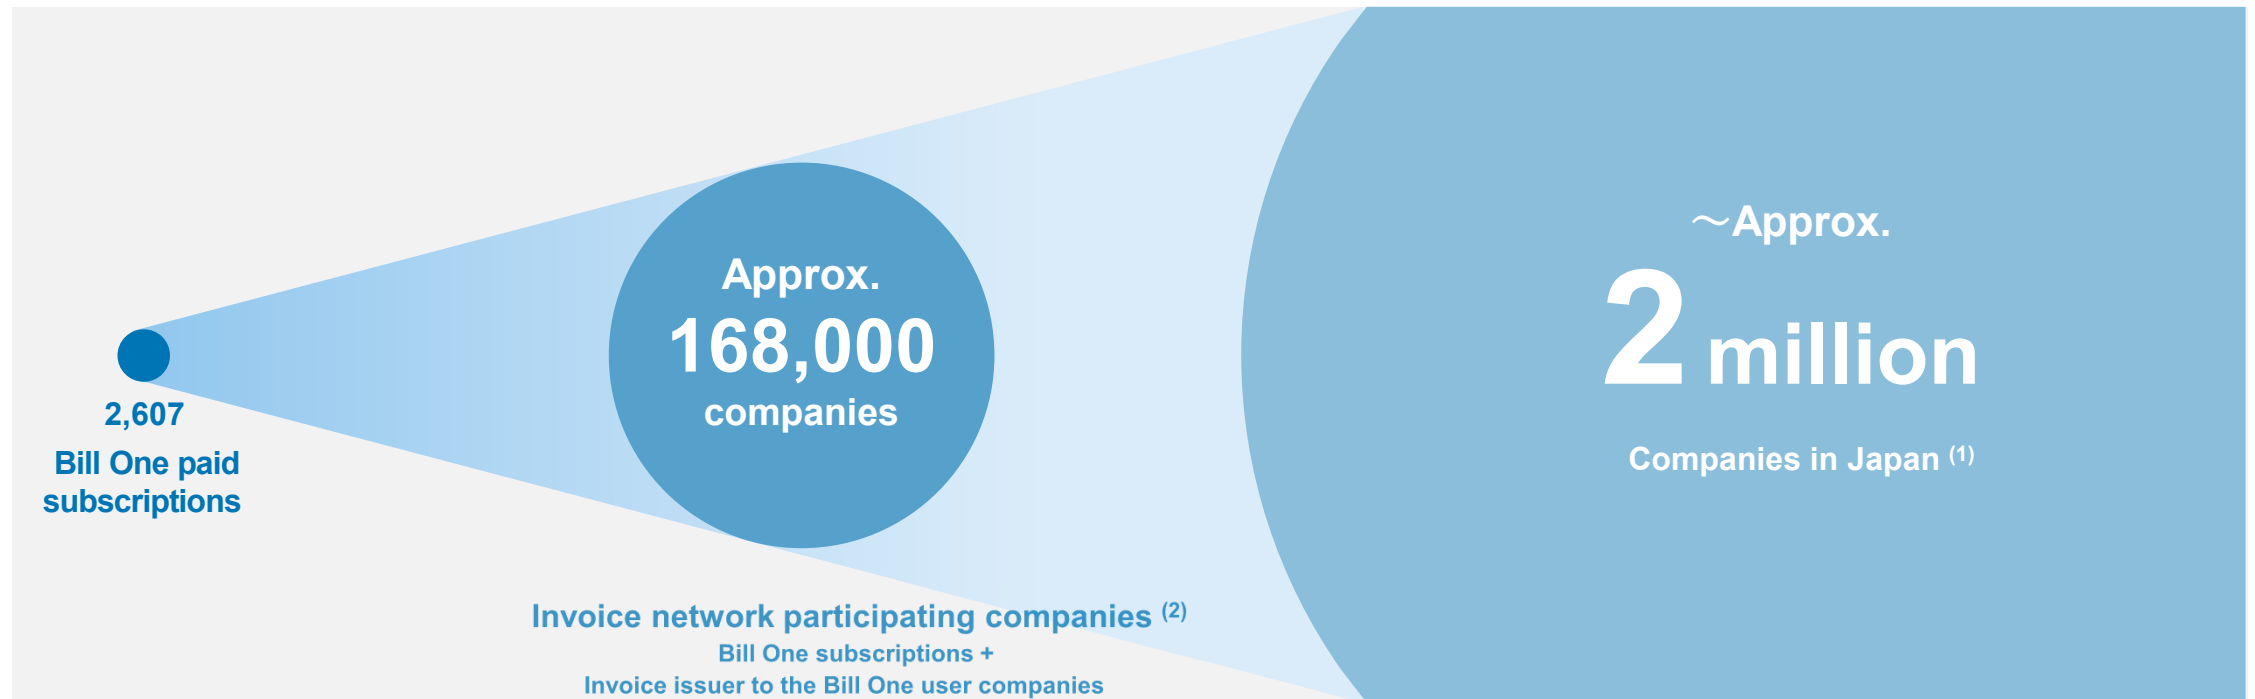 2,607
Bill One paid
subscriptions
Approx.
168,000
companies
Invoice network participating companies (2)
Bill One subscriptions +
Invoice issuer to the Bill One user companies
～Approx.
2 million
Companies in Japan (1)